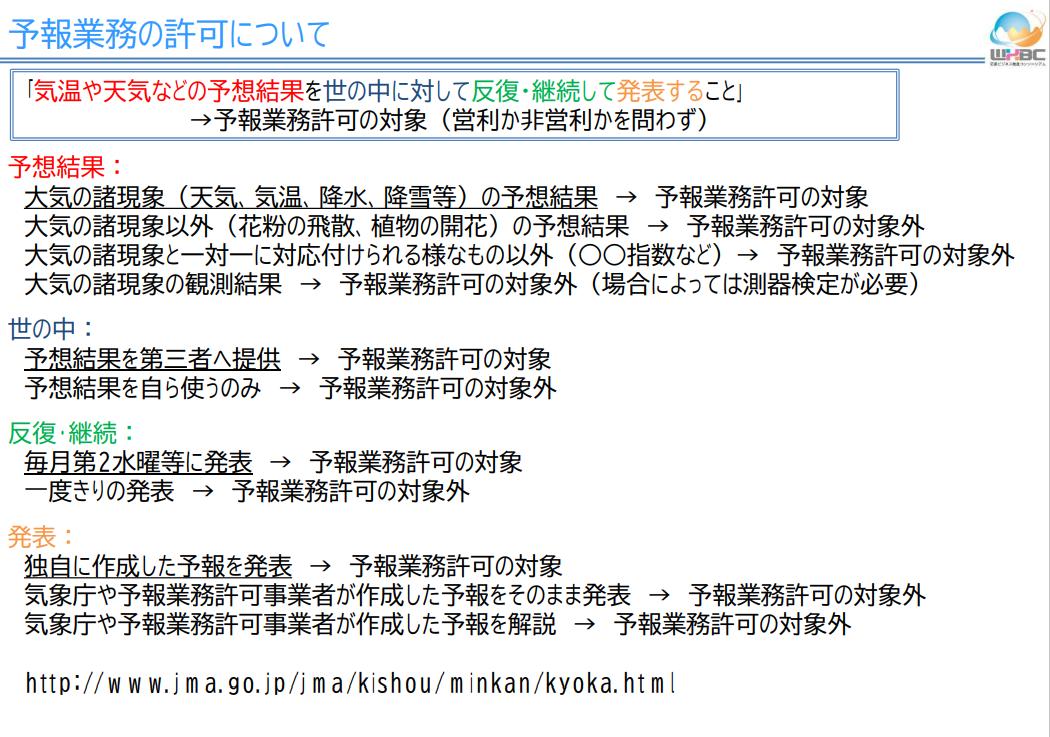 予報業務の許可について
WXBC
気象ビジネス推進コンソーシアム
「気温や天気などの予想結果を世の中に対して反復・継続して発表すること」
→予報業務許可の対象（営利か非営利かを問わず）
予想結果：
大気の諸現象（天気、気温、降水、降雪等）の予想結果 → 予報業務許可の対象
大気の諸現象以外（花粉の飛散、植物の開花）の予想結果 → 予報業務許可の対象外
大気の諸現象と一対一に対応付けられる様なもの以外（〇〇指数など）→ 予報業務許可の対象外
大気の諸現象の観測結果 → 予報業務許可の対象外（場合によっては測器検定が必要）
世の中：
予想結果を第三者へ提供 → 予報業務許可の対象
予想結果を自ら使うのみ → 予報業務許可の対象外
反復・継続：
毎月第2水曜等に発表 → 予報業務許可の対象
一度きりの発表 → 予報業務許可の対象外
発表：
独自に作成した予報を発表 → 予報業務許可の対象
気象庁や予報業務許可事業者が作成した予報をそのまま発表 → 予報業務許可の対象外
気象庁や予報業務許可事業者が作成した予報を解説 → 予報業務許可の対象外
http://www.jma.go.jp/jma/kishou/minkan/kyoka.html